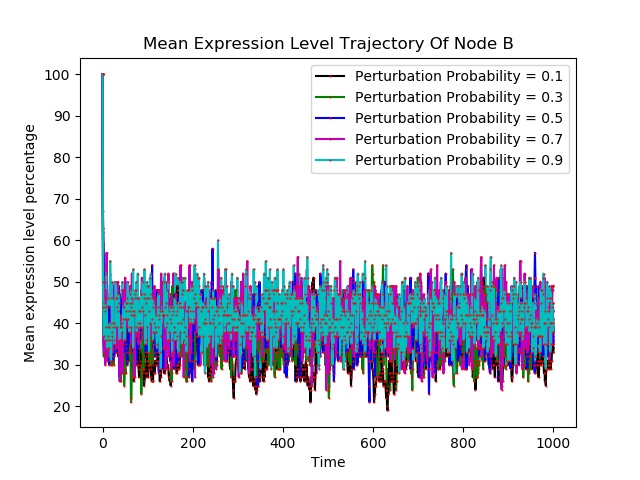 Mean Expression Level Trajectory Of Node B
Perturbation Probability = 0.1
Perturbation Probability = 0.3
Perturbation Probability = 0.5
Perturbation Probability = 0.7
Perturbation Probability = 0.9
Mean expression level percentage
100
90
80
70
60
50
40
30
20
0 200 400 600 800 1000
Time